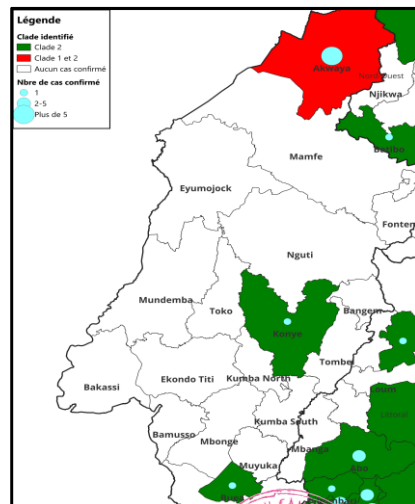 Légende
Clade identifié
Clade 2
Clade 1 et 2
Aucun cas confirmé
Nbre de cas confirmé
1
2-5
Plus de 5
Akwaya
Nord Ouest
Njikwa
Batibo
Mamfe
Eyumojock
Fontem
Nguti
Mundemba
Toko
Konye
Bangem
Tombel
Bakassi
Ekondo Titi
Kumba North
Littoral
Kumba South
Bamusso
Mbonge
Mbanga
Muyuka
Abo
Buea